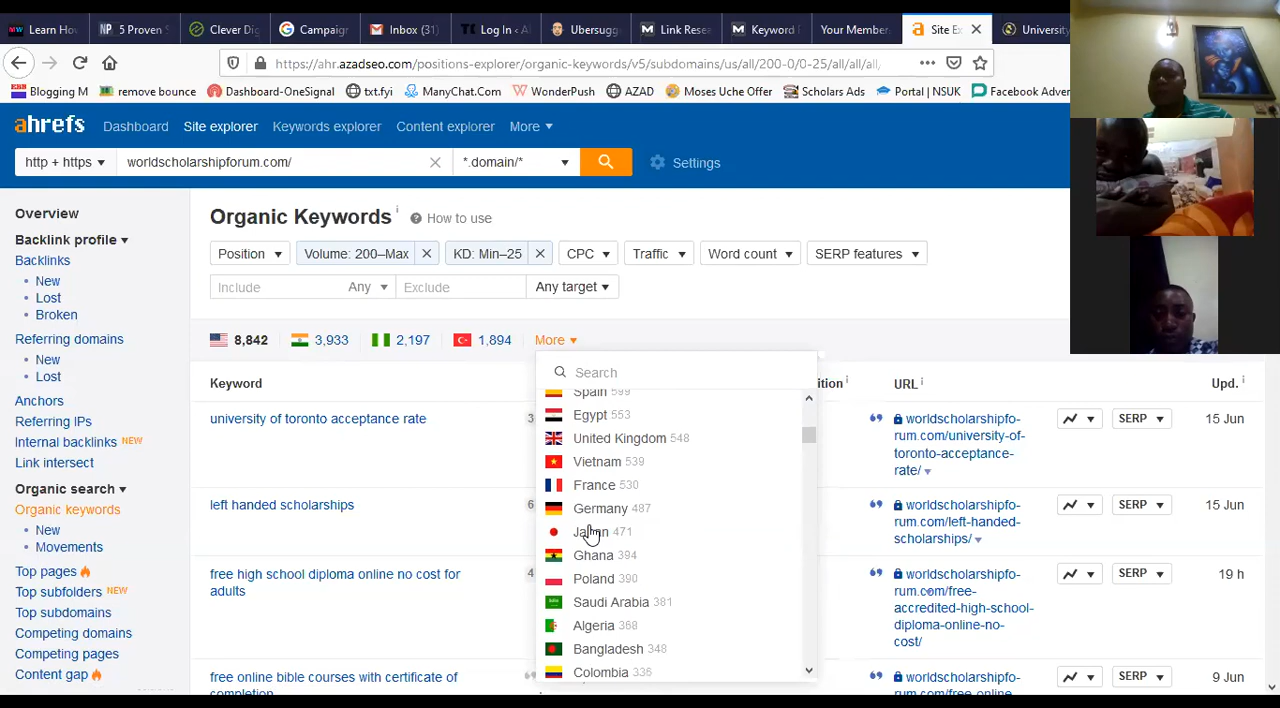 Learn Ho
5 Proven
Clever Dig
Campaign
Inbox (31)
Log In ‹ A
Ubersugg
Link Rese
Keyword
Your Member
Site Ex
University
https://ahr.azadseo.com/positions-explorer/organic-keywords/v5/subdomains/us/all/200-0/0-25/all/all/all/
Blogging M
remove bounce
Dashboard-OneSignal
txt.fyi
ManyChat.Com
WonderPush
AZAD
Moses Uche Offer
Scholars Ads
Portal | NSUK
Facebook Adver
ahrefs
Dashboard
Site explorer
Keywords explorer
Content explorer
More
http + https
worldscholarshipforum.com/
*.domain/*
Settings
Overview
Backlink profile
Backlinks
New
Lost
Broken
Referring domains
New
Lost
Anchors
Referring IPs
Internal backlinks NEW
Link intersect
Organic search
Organic keywords
New
Movements
Top pages
Top subfolders NEW
Top subdomains
Competing domains
Competing pages
Content gap
Organic Keywords i
How to use
Position
Volume: 200–Max
KD: Min–25
CPC
Traffic
Word count
SERP features
Include
Any
Exclude
Any target
8,842
3,933
2,197
1,894
More
Search
Spain 599
Egypt 553
United Kingdom 548
Vietnam 539
France 530
Germany 487
Japan 471
Ghana 394
Poland 390
Saudi Arabia 381
Algeria 368
Bangladesh 348
Colombia 336
Keyword
ition i
URL i
Upd. i
university of toronto acceptance rate
3
worldscholarshipfo-
rum.com/university-of-
toronto-acceptance-
rate/
SERP
15 Jun
left handed scholarships
6
worldscholarshipfo-
rum.com/left-handed-
scholarships/
SERP
15 Jun
free high school diploma online no cost for
adults
4
worldscholarshipfo-
rum.com/free-
accredited-high-school-
diploma-online-no-
cost/
SERP
19 h
free online bible courses with certificate of
completion
worldscholarshipfo-
rum.com/free-online-
SERP
9 Jun